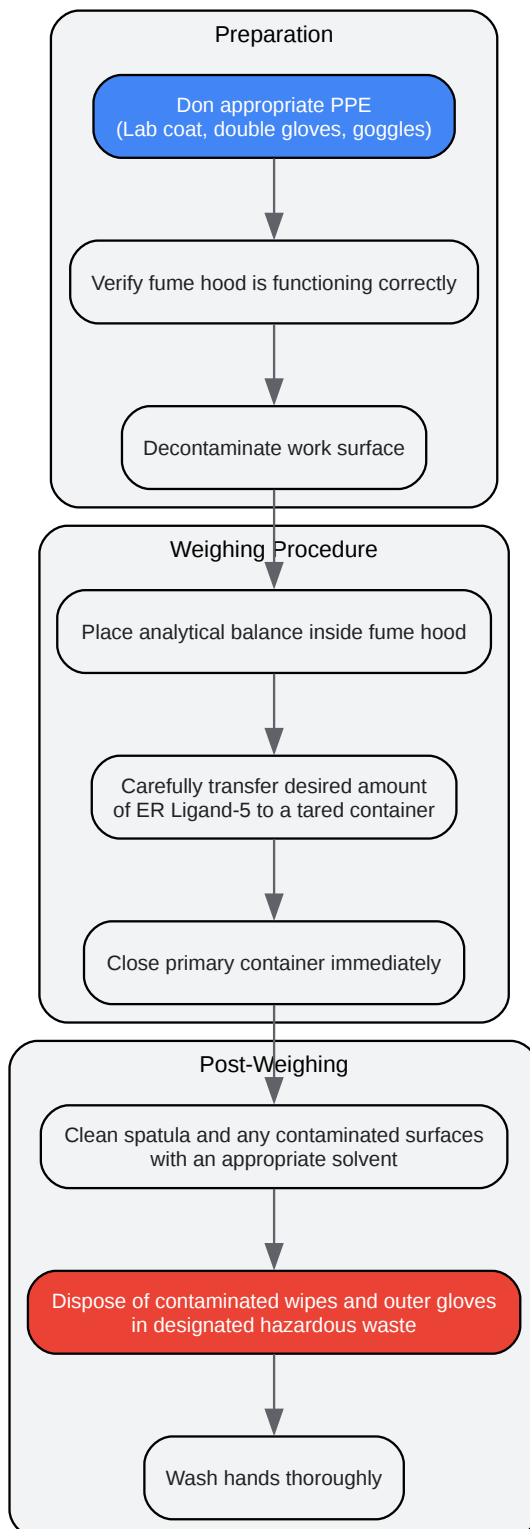 Preparation
Don appropriate PPE
(Lab coat, double gloves, goggles)
Verify fume hood is functioning correctly
Decontaminate work surface
Weighing Procedure
Place analytical balance inside fume hood
Carefully transfer desired amount
of ER Ligand-5 to a tared container
Close primary container immediately
Post-Weighing
Clean spatula and any contaminated surfaces
with an appropriate solvent
Dispose of contaminated wipes and outer gloves
in designated hazardous waste
Wash hands thoroughly